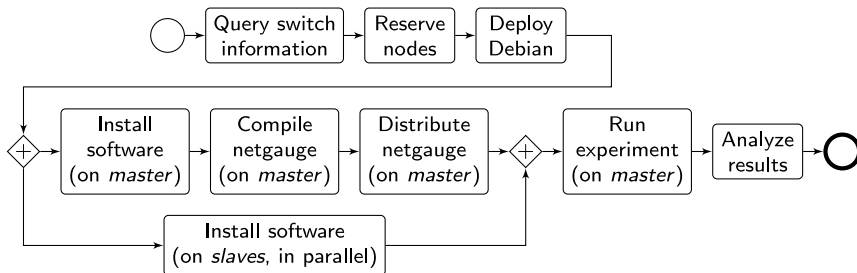 Query switch
information
Reserve
nodes
Deploy
Debian
Install
software
(on master)
Compile
netgauge
(on master)
Distribute
netgauge
(on master)
Run
experiment
(on master)
Analyze
results
Install software
(on slaves, in parallel)